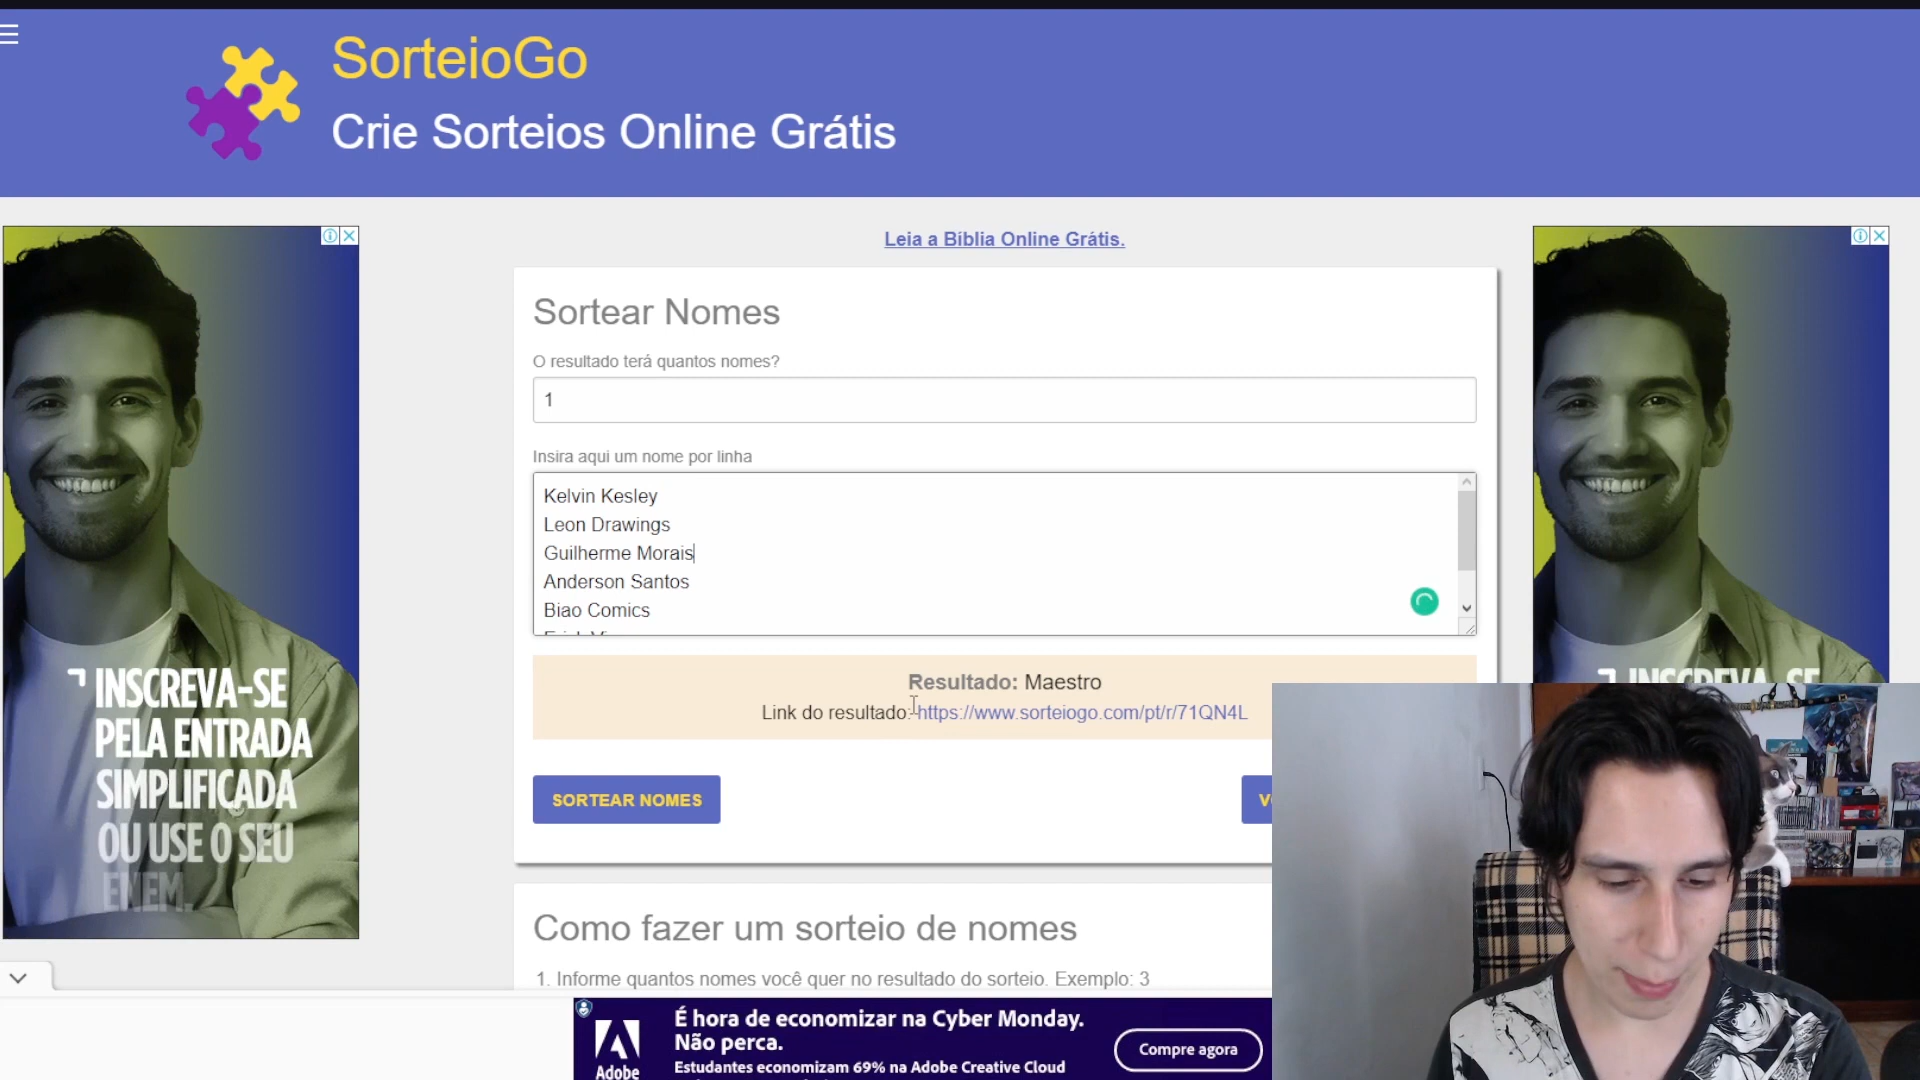 SorteioGo
Crie Sorteios Online Grátis
Leia a Bíblia Online Grátis.
INSCREVA-SE
PELA ENTRADA
SIMPLIFICADA
OU USE O SEU
ENEM.
Sortear Nomes
O resultado terá quantos nomes?
1
Insira aqui um nome por linha
Kelvin Kesley
Leon Drawings
Guilherme Morais
Anderson Santos
Biao Comics
Resultado: Maestro
Link do resultado: https://www.sorteiogo.com/pt/r/71QN4L
SORTEAR NOMES
INSCREVA-SE
Como fazer um sorteio de nomes
1. Informe quantos nomes você quer no resultado do sorteio. Exemplo: 3
Adobe
É hora de economizar na Cyber Monday.
Não perca.
Estudantes economizam 69% na Adobe Creative Cloud
Compre agora